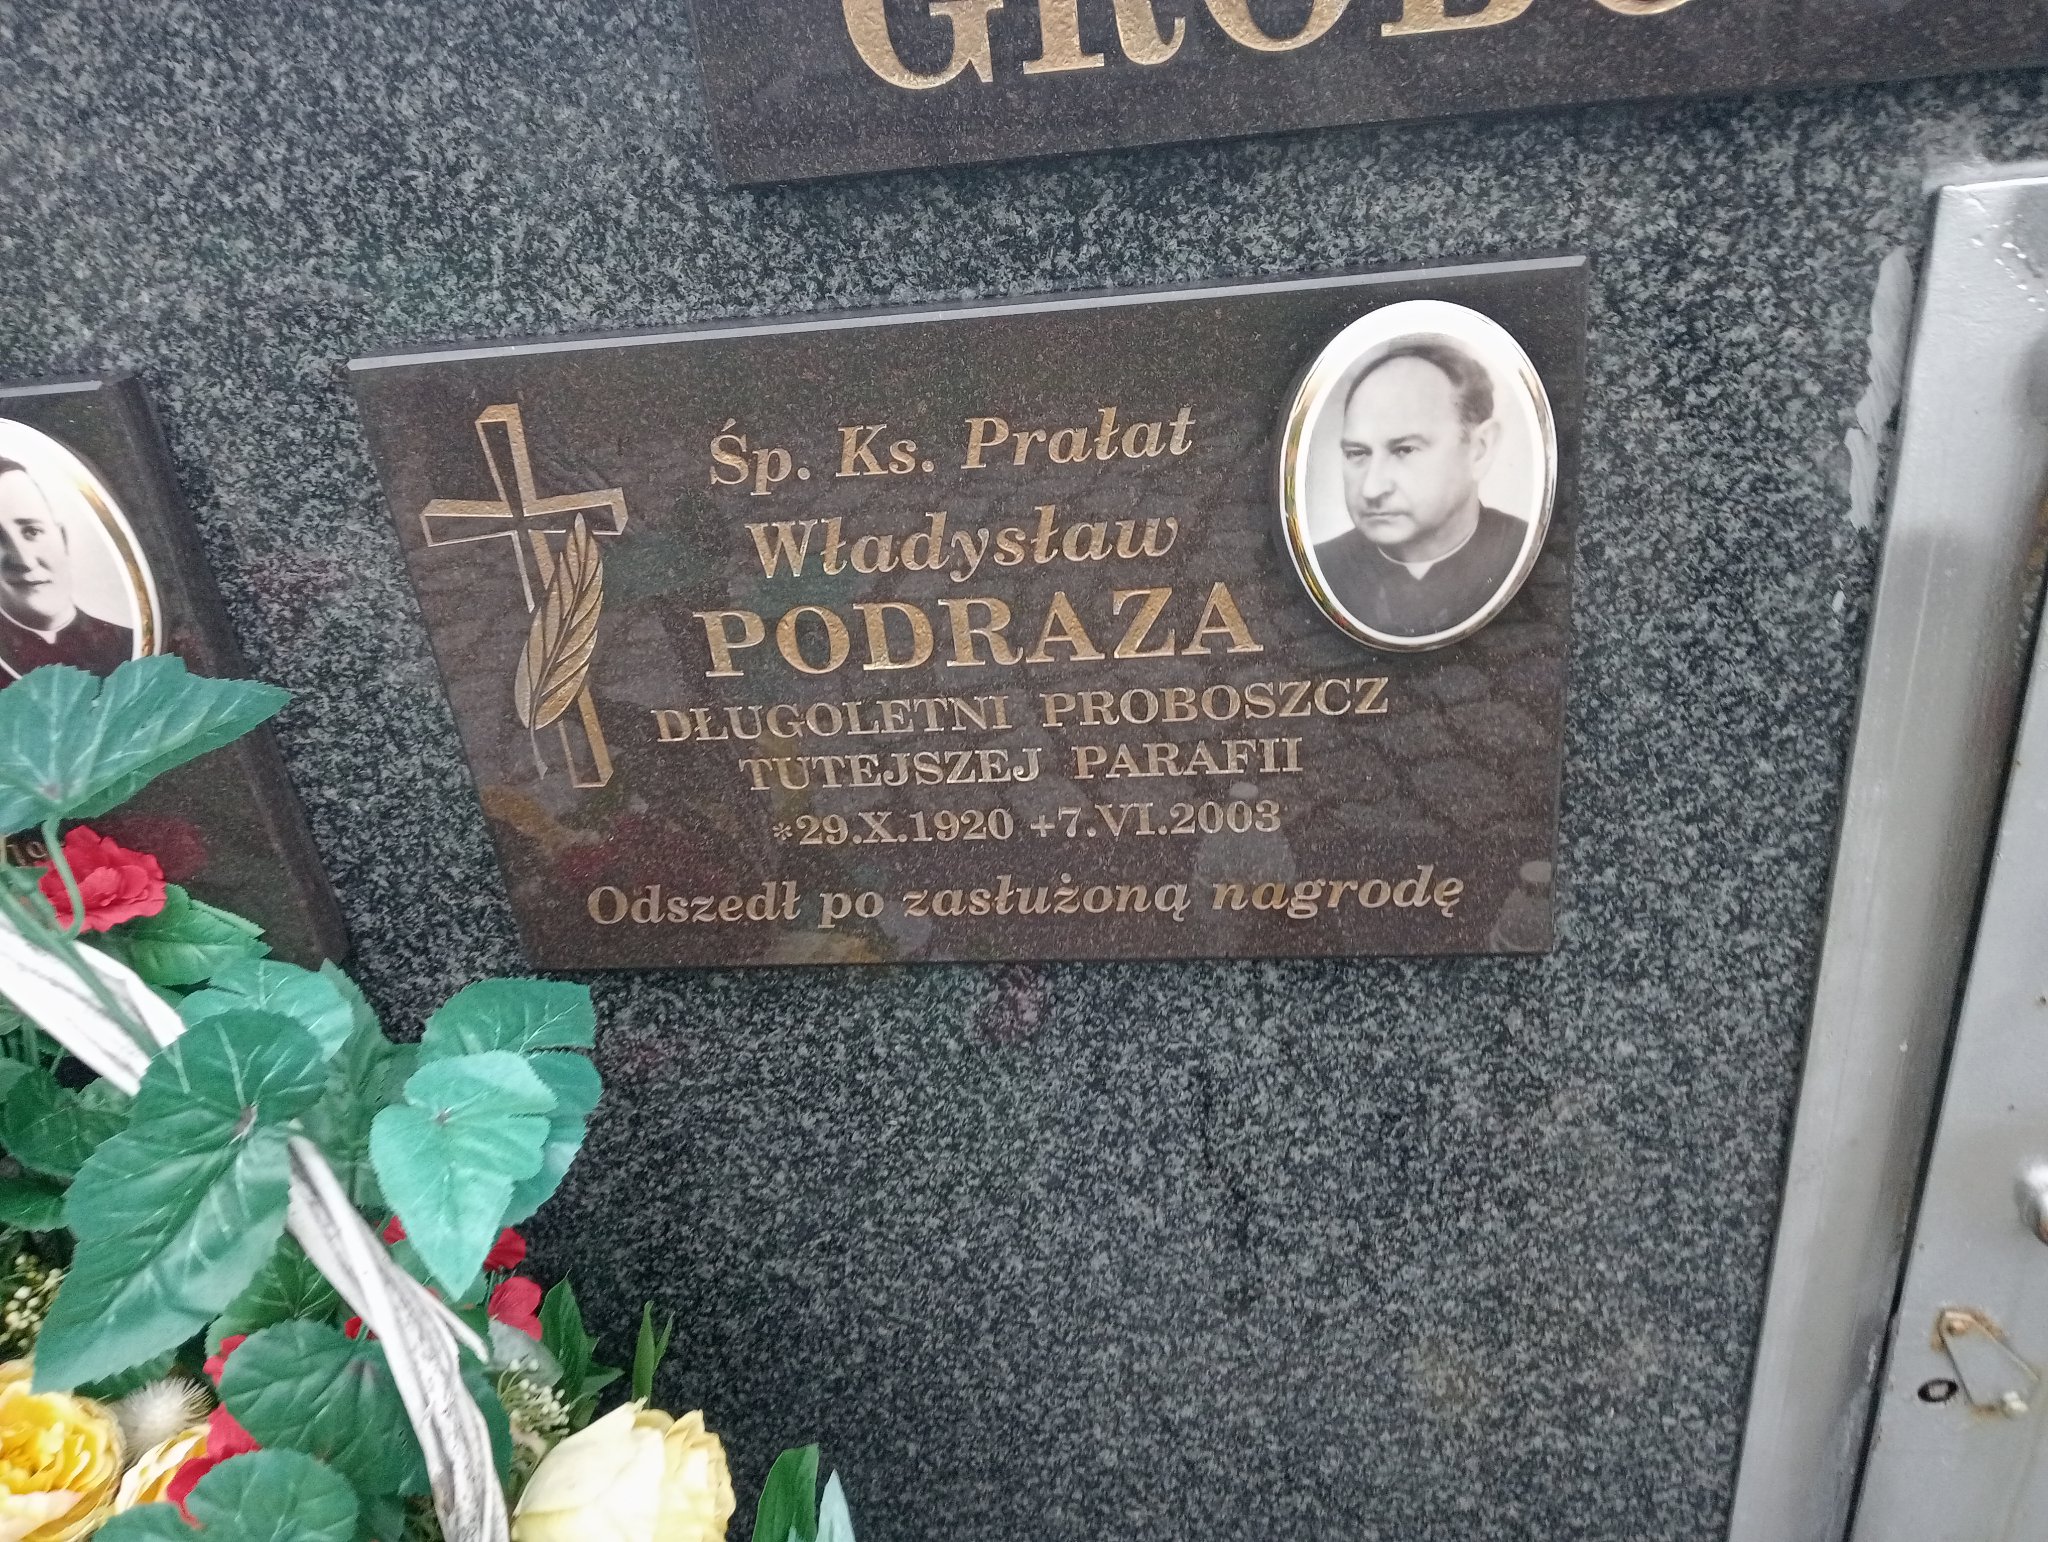 Śp. Ks. Prałat
Władysław
PODRAZA
DŁUGOLETNI PROBOSZCZ
TUTEJSZEJ PARAFII
*29.X.1920 +7.VI.2003
Odszedł po zasłużoną nagrodę